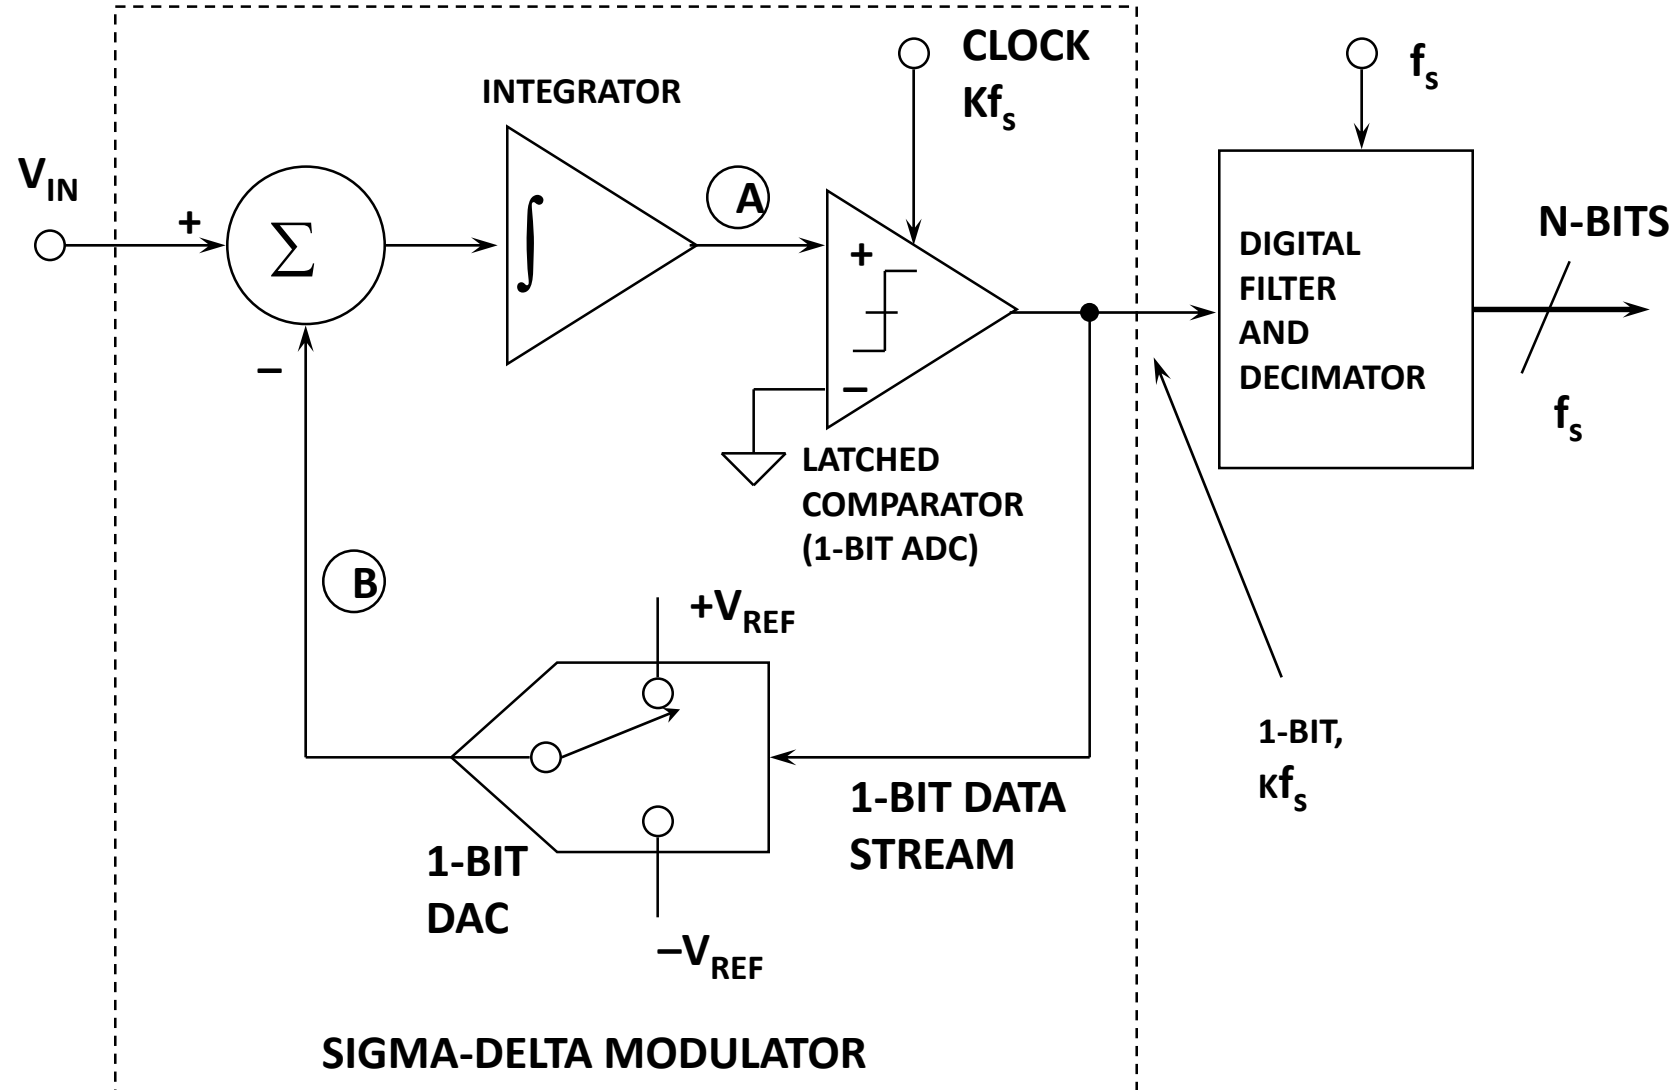 CLOCK
Kfs
fs
INTEGRATOR
VIN
+
∑
∫
A
+
–
DIGITAL
FILTER
AND
DECIMATOR
N-BITS
fs
–
LATCHED
COMPARATOR
(1-BIT ADC)
B
+VREF
1-BIT,
Kfs
1-BIT DATA
STREAM
1-BIT
DAC
–VREF
SIGMA-DELTA MODULATOR